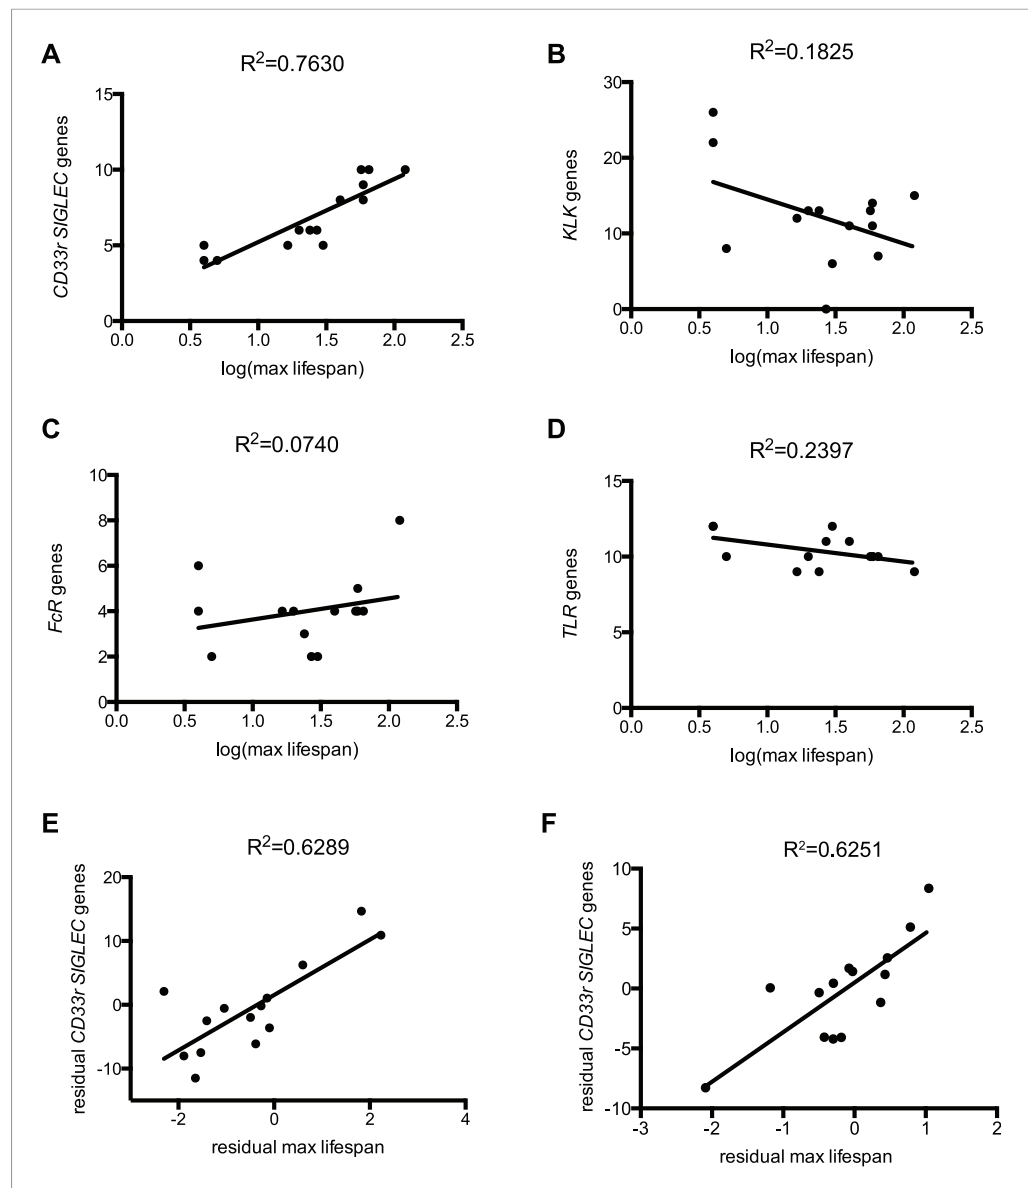 A
R²=0.7630
CD33r SIGLEC genes
15
10
5
0
0.0 0.5 1.0 1.5 2.0 2.5
log(max lifespan)
B
R²=0.1825
KLK genes
30
20
10
0
0.0 0.5 1.0 1.5 2.0 2.5
log(max lifespan)
C
R²=0.0740
FcR genes
10
8
6
4
2
0
0.0 0.5 1.0 1.5 2.0 2.5
log(max lifespan)
D
R²=0.2397
TLR genes
15
10
5
0
0.0 0.5 1.0 1.5 2.0 2.5
log(max lifespan)
E
R²=0.6289
residual CD33r SIGLEC genes
20
10
0
-10
-2 0 2 4
residual max lifespan
F
R²=0.6251
residual CD33r SIGLEC genes
10
5
0
-5
-10
-3 -2 -1 0 1 2
residual max lifespan